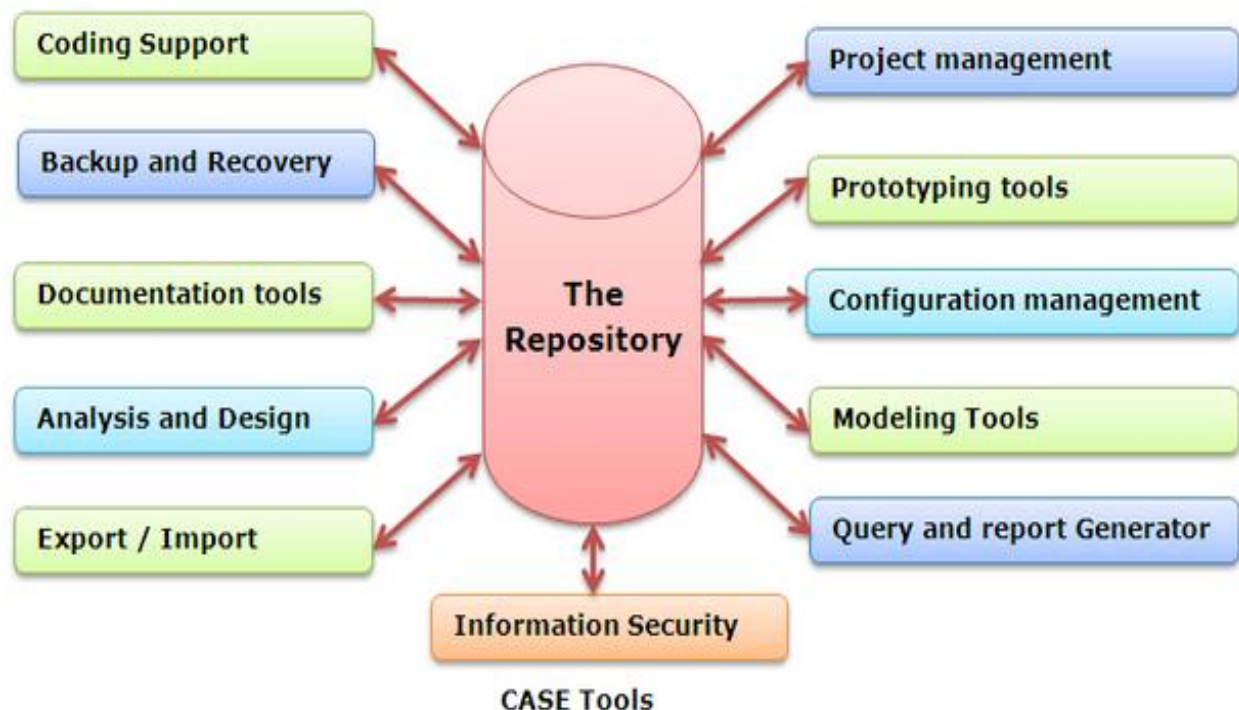 Coding Support
Backup and Recovery
Documentation tools
Analysis and Design
Export / Import
The
Repository
Project management
Prototyping tools
Configuration management
Modeling Tools
Query and report Generator
Information Security
CASE Tools